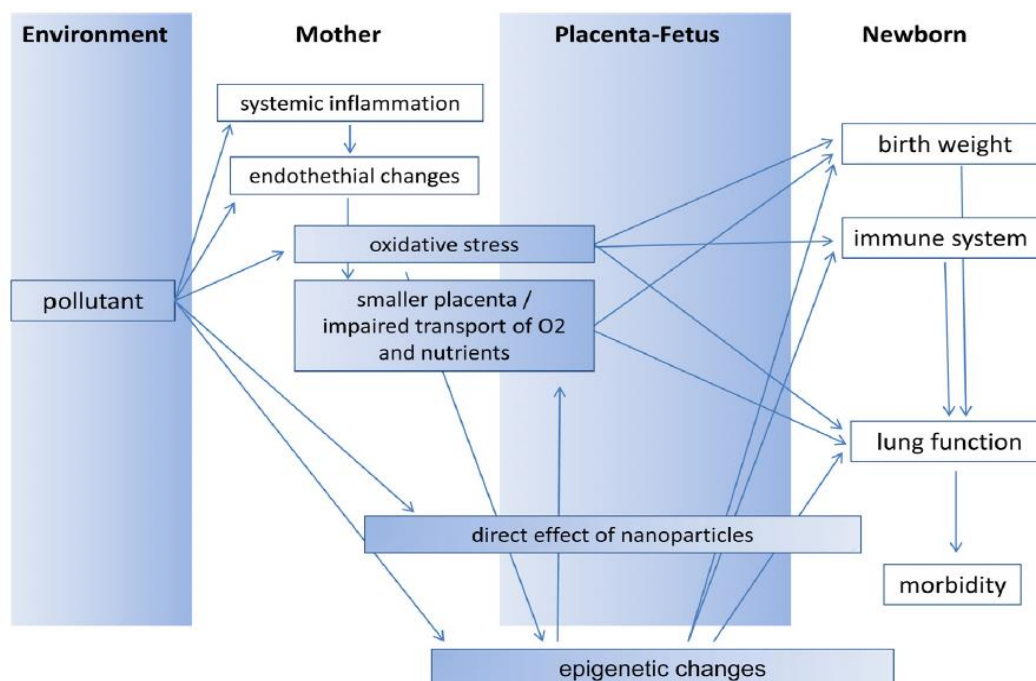 Environment
Mother
Placenta-Fetus
Newborn
systemic inflammation
endothethial changes
oxidative stress
smaller placenta /
impaired transport of O2
and nutrients
pollutant
birth weight
immune system
lung function
direct effect of nanoparticles
morbidity
epigenetic changes